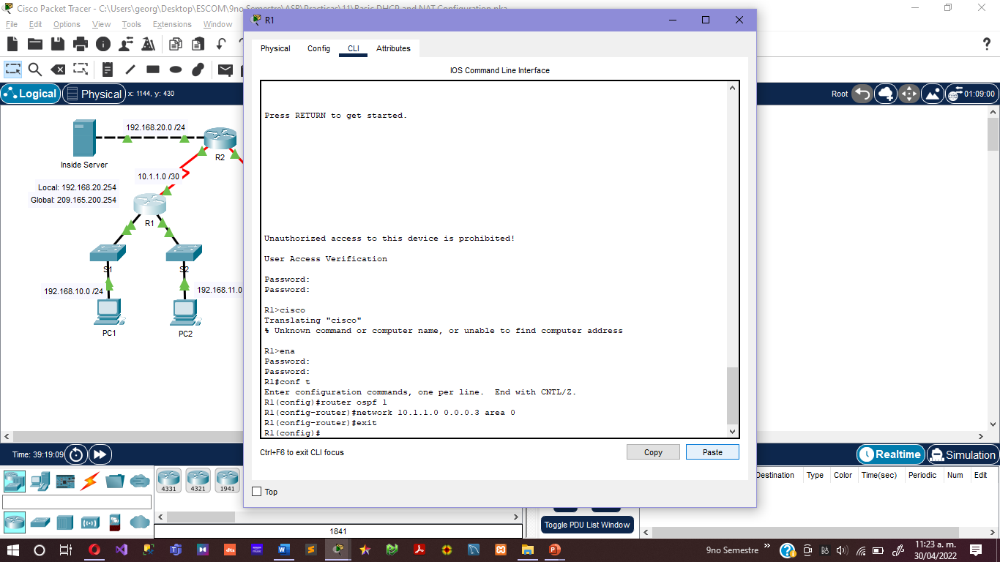 Cisco Packet Tracer - C:\Users\georg\Desktop\ESCOM\9no Semestre\ASR\Practicas\11\Basic DHCP and NAT Configuration.pka
File Edit Options View Tools Extensions Window
R1
Physical Config CLI Attributes
IOS Command Line Interface
Logical Physical x: 1144, y: 430
Root 01:09:00
Press RETURN to get started.
Unauthorized access to this device is prohibited!
User Access Verification
Password:
Password:
R1>cisco
Translating "cisco"
% Unknown command or computer name, or unable to find computer address
R1>ena
Password:
Password:
R1#conf t
Enter configuration commands, one per line. End with CNTL/Z.
R1(config)#router ospf 1
R1(config-router)#network 10.1.1.0 0.0.0.3 area 0
R1(config-router)#exit
R1(config)#
Ctrl+F6 to exit CLI focus
Copy Paste
Top
192.168.20.0 /24
Inside Server
R2
10.1.1.0 /30
Local: 192.168.20.254
Global: 209.165.200.254
R1
S1 S2
192.168.10.0 /24 192.168.11.0
PC1 PC2
Time: 39:19:09
Realtime Simulation
4331 4321 1941
1841
Destination Type Color Time(sec) Periodic Num Edit
Toggle PDU List Window
9no Semestre
11:23 a. m.
30/04/2022